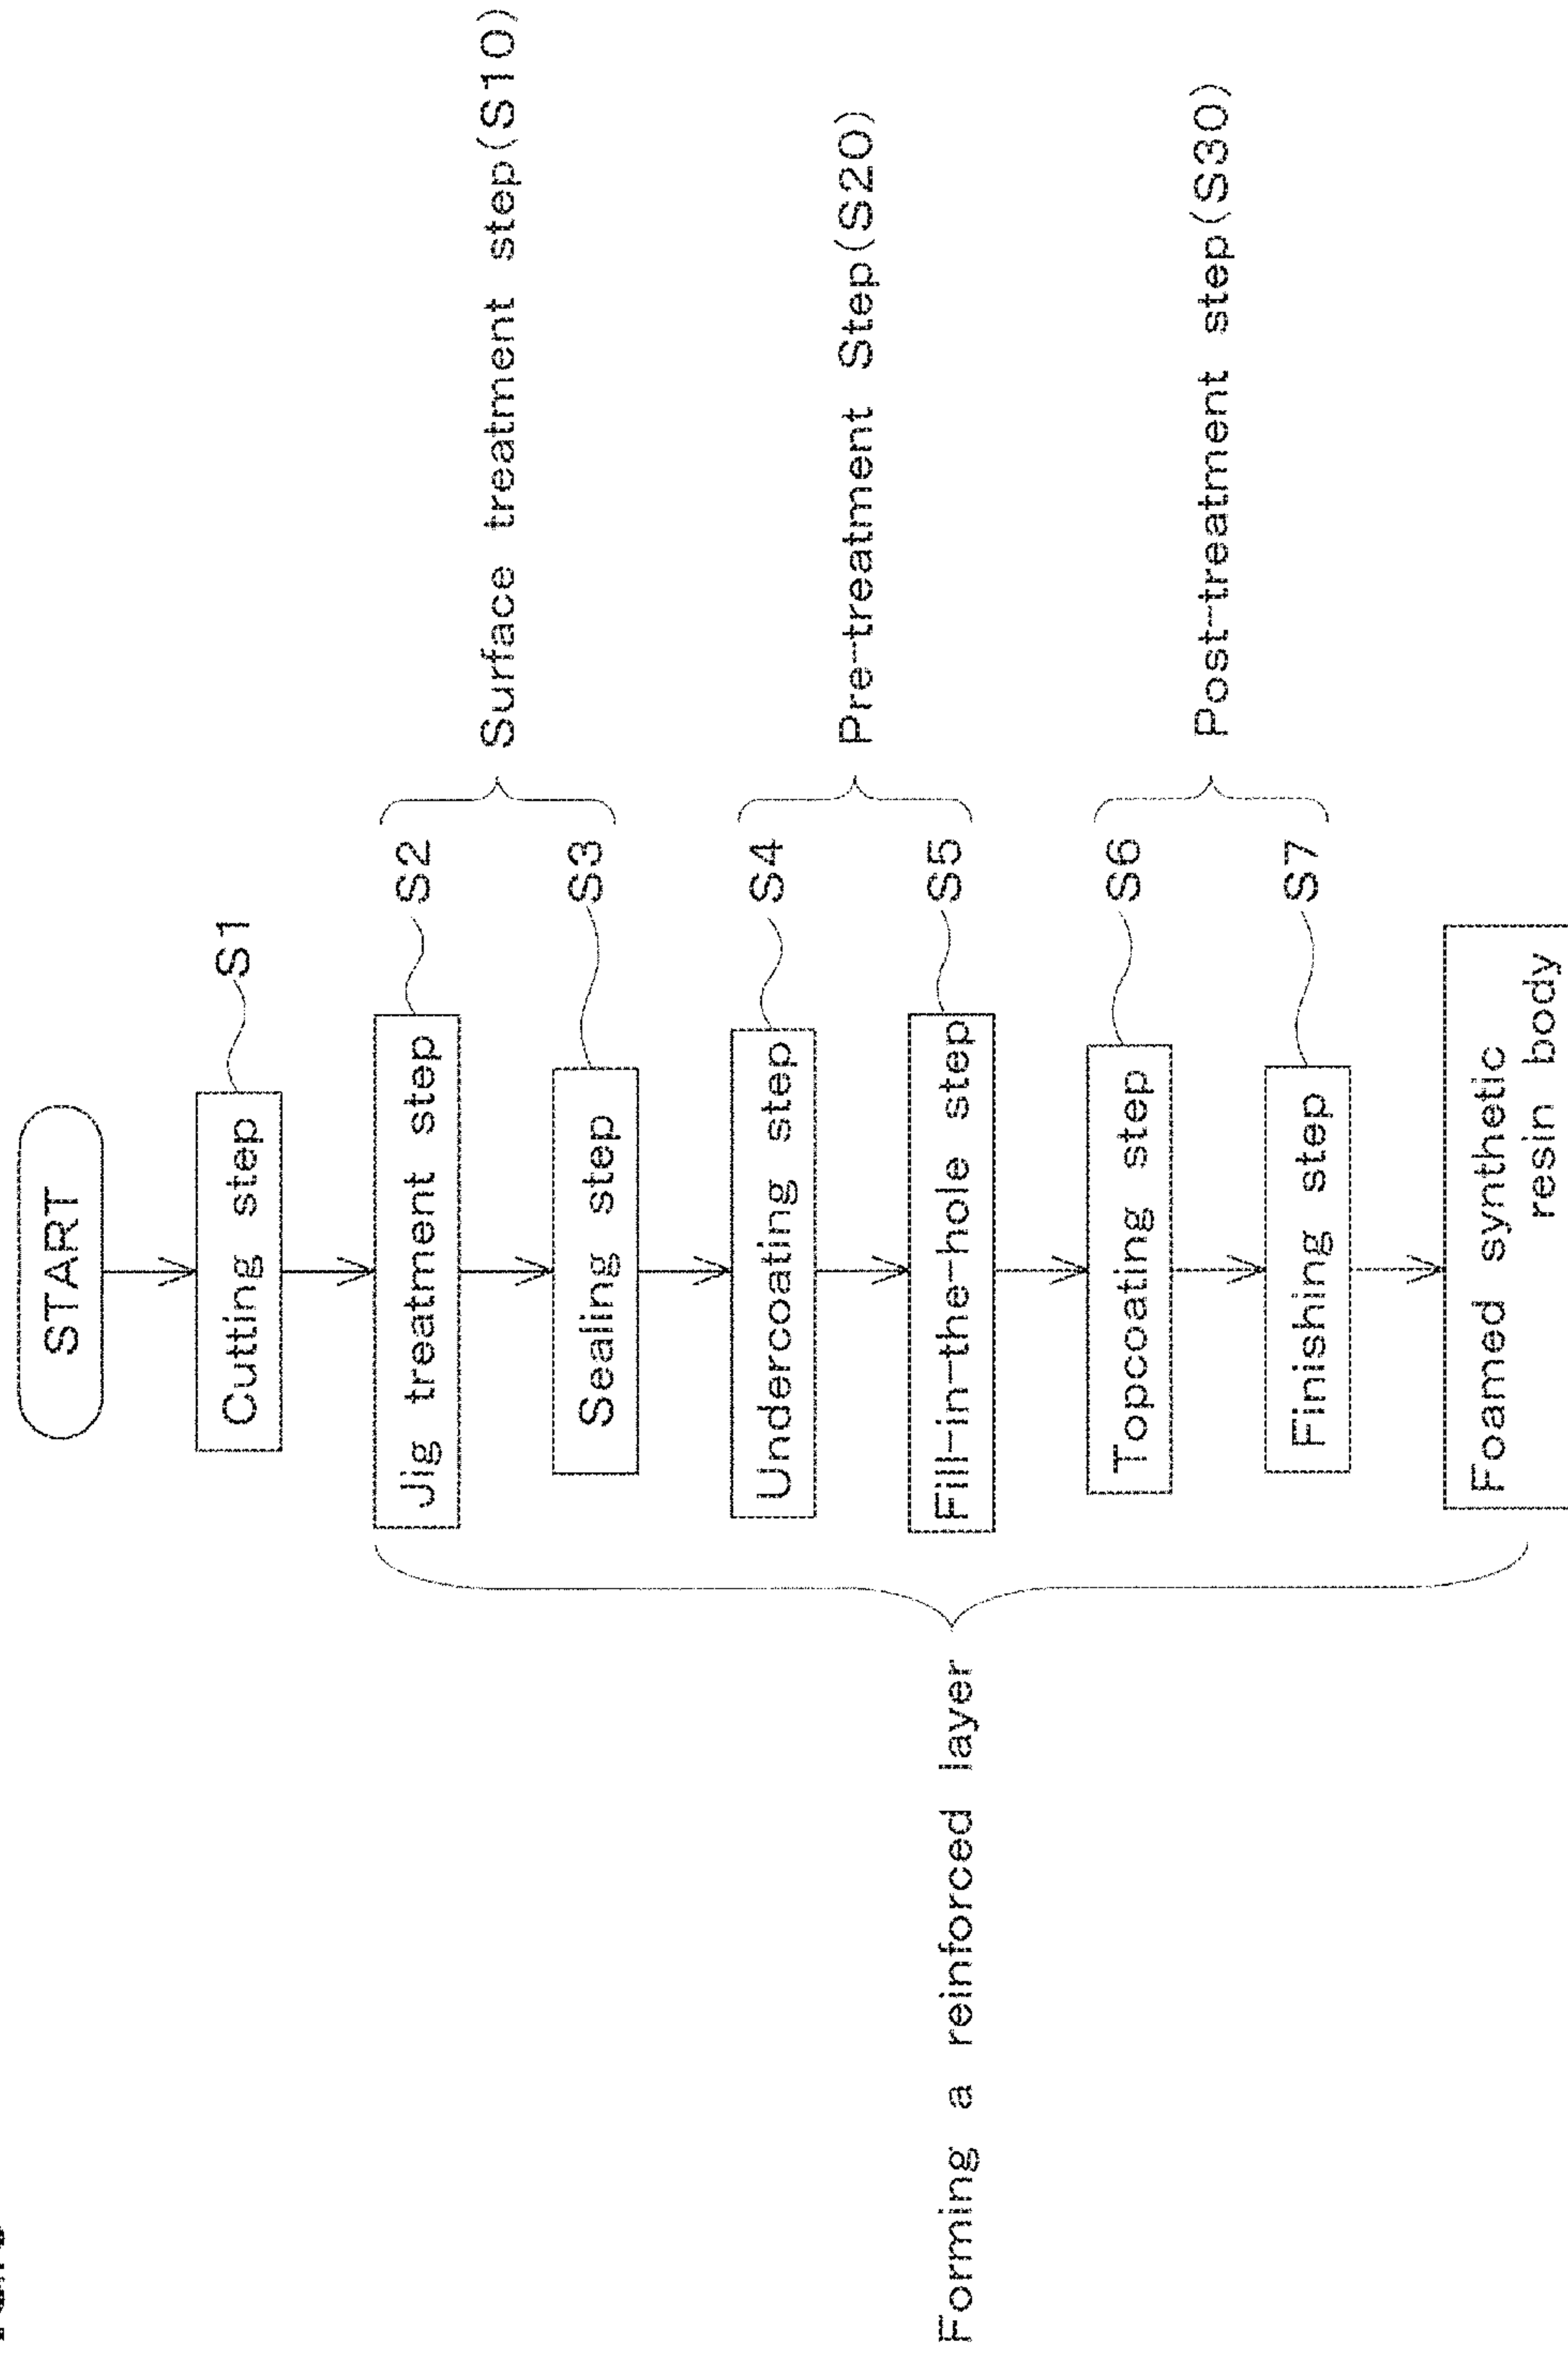 START
Cutting step
S1
Jig treatment step
S2
Surface treatment step(S10)
Sealing step
S3
Undercoating step
S4
Pre-treatment Step(S20)
Fill-in-the-hole step
S5
Forming a reinforced layer
Topcoating step
S6
Post-treatment step(S30)
Finishing step
S7
Foamed synthetic
resin body